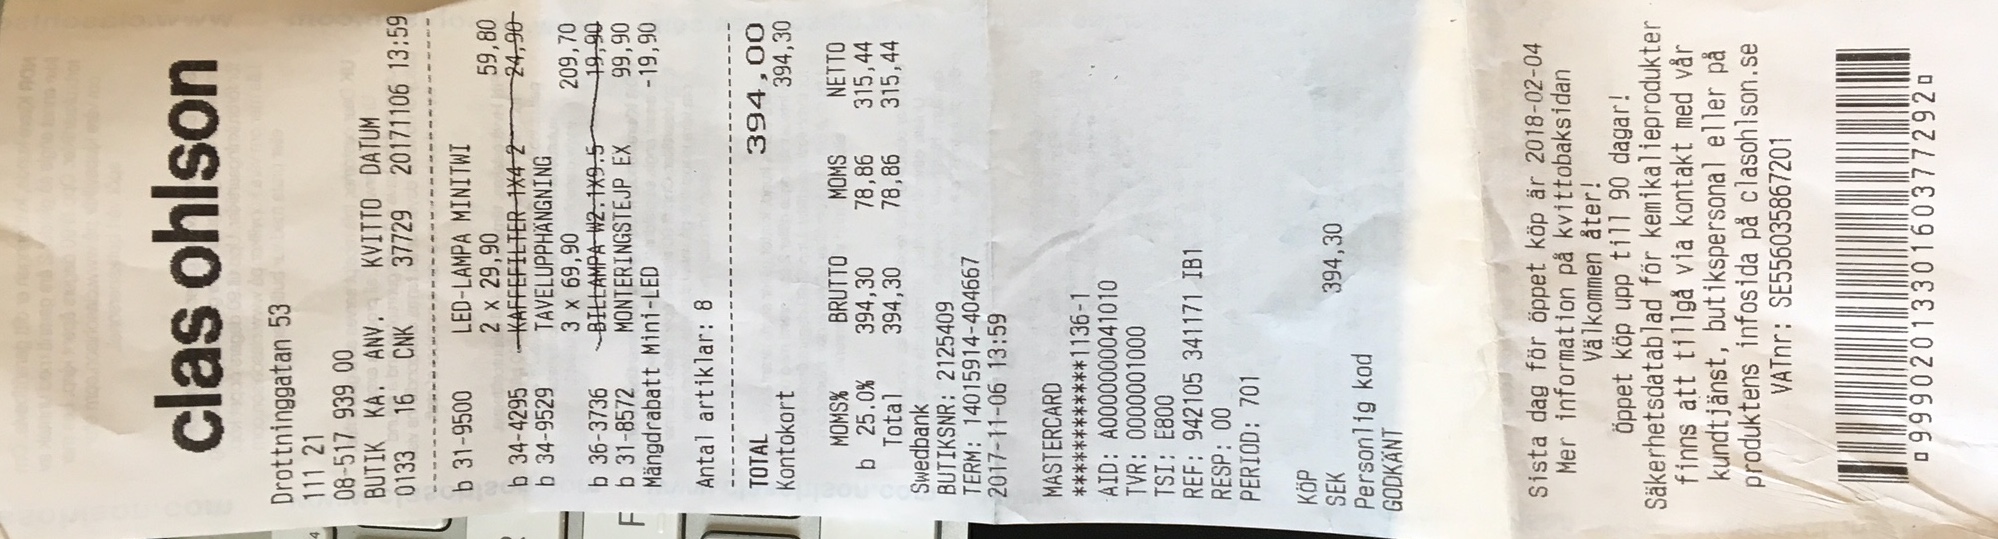 clas ohlson
Drottninggatan 53
111 21
08-517 939 00
BUTIK KA. ANV. KVITTO DATUM
0133 16 CNK 37729 20171106 13:59
b 31-9500 LED-LAMPA MINITWI
2 x 29,90 59,80
b 34-4295 KAFFEFILTER 1X4 2 24,90
b 34-9529 TAVELUPPHÄNGNING
3 x 69,90 209,70
b 36-3736 BILLAMPA W2.1X9.5 19,90
b 31-8572 MONTERINGSTEJP EX 99,90
Mängdrabatt Mini-LED -19,90
Antal artiklar: 8
TOTAL 394,00
Kontokort 394,30
MOMS% BRUTTO MOMS NETTO
b 25.0% 394,30 78,86 315,44
Total 394,30 78,86 315,44
Swedbank
BUTIKSNR: 2125409
TERM: 14015914-404667
2017-11-06 13:59
MASTERCARD
************1136-1
AID: A0000000041010
TVR: 0000001000
TSI: E800
REF: 942105 341171 IB1
RESP: 00
PERIOD: 701
KÖP
SEK 394,30
Personlig kod
GODKÄNT
Sista dag för öppet köp är 2018-02-04
Mer information på kvittobaksidan
Välkommen åter!
Öppet köp upp till 90 dagar!
Säkerhetsdatablad för kemikalieprodukter
finns att tillgå via kontakt med vår
kundtjänst, butikspersonal eller på
produktens infosida på clasohlson.se
VATnr: SE556035867201
¤9990201330160377292¤